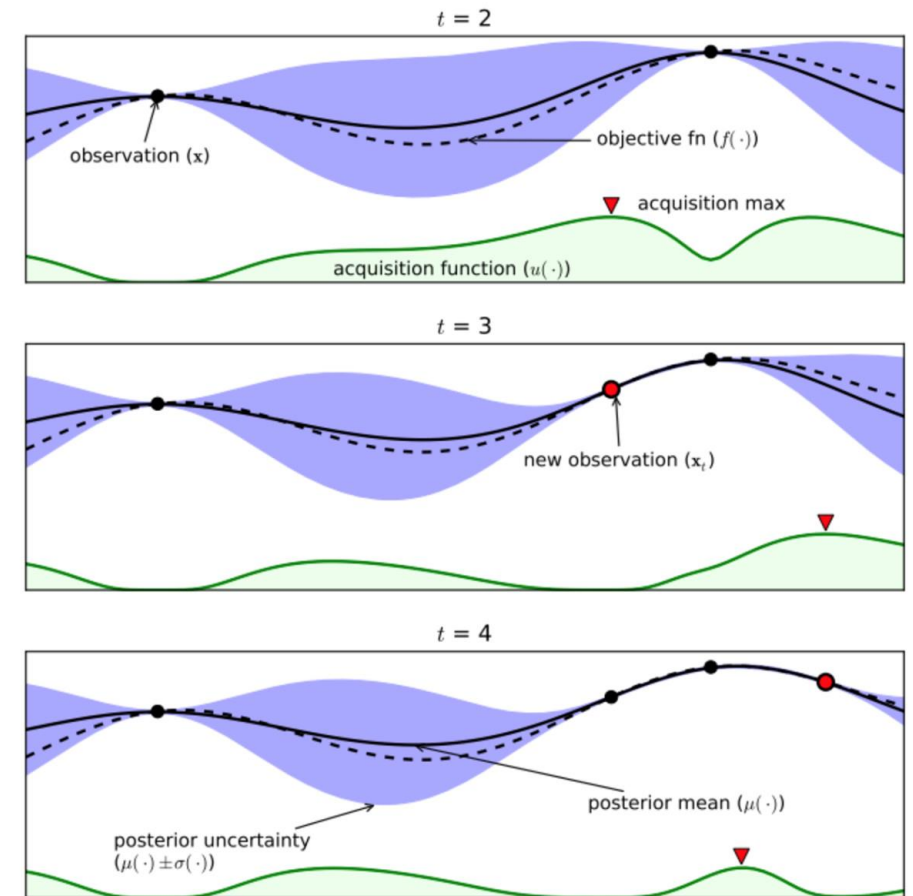 t = 2
observation (x)
objective fn (f(·))
acquisition max
acquisition function (u(·))
t = 3
new observation (xₜ)
t = 4
posterior mean (μ(·))
posterior uncertainty
(μ(·)±σ(·))